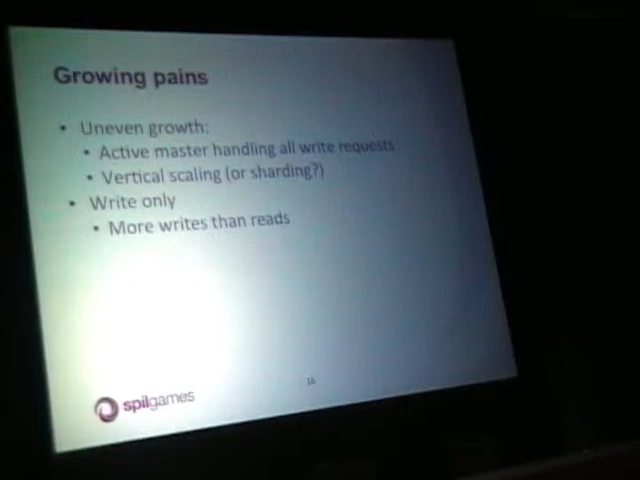 Growing pains
• Uneven growth:
• Active master handling all write requests
• Vertical scaling (or sharding?)
• Write only
• More writes than reads
spilgames